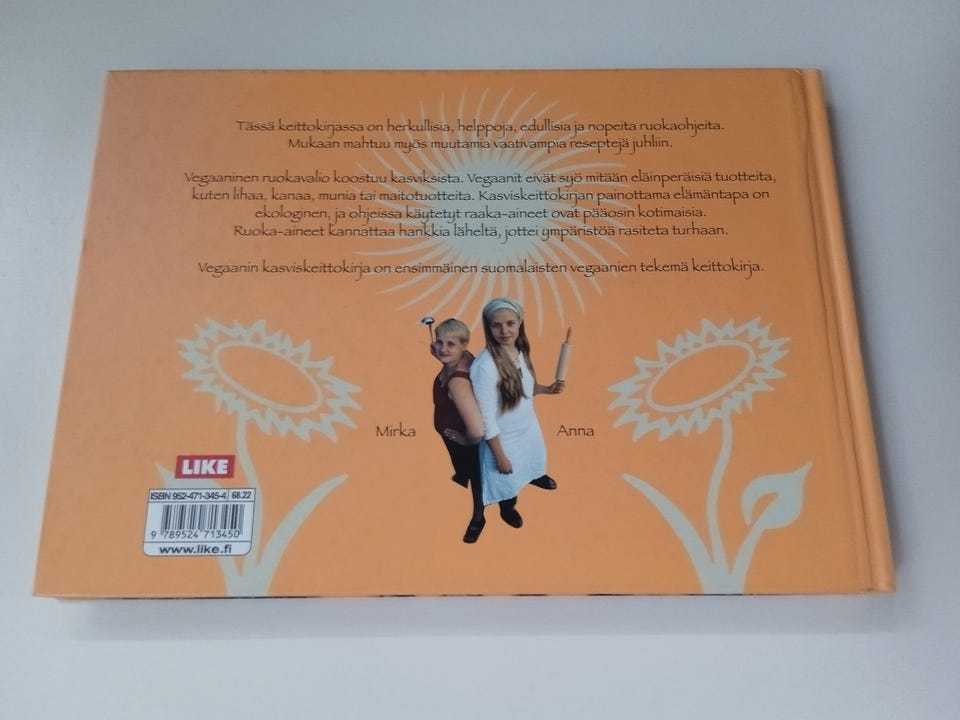 Tässä keittokirjassa on herkullisia, helppoja, edullisia ja nopeita ruokaohjeita.
Mukaan mahtuu myös muutamia vaativampia reseptejä juhliin.
Vegaaninen ruokavalio koostuu kasviksista. Vegaanit eivät syö mitään eläinperäisiä tuotteita,
kuten lihaa, kanaa, munia tai maitotuotteita. Kasviskeittokirjan painottama elämäntapa on
ekologinen, ja ohjeissa käytetyt raaka-aineet ovat pääosin kotimaisia.
Ruoka-aineet kannattaa hankkia läheltä, jottei ympäristöä rasiteta turhaan.
Vegaanin kasviskeittokirja on ensimmäinen suomalaisten vegaanien tekemä keittokirja.
Mirka
Anna
LIKE
ISBN 952-471-345-4 68.22
9 789524 713450
www.like.fi